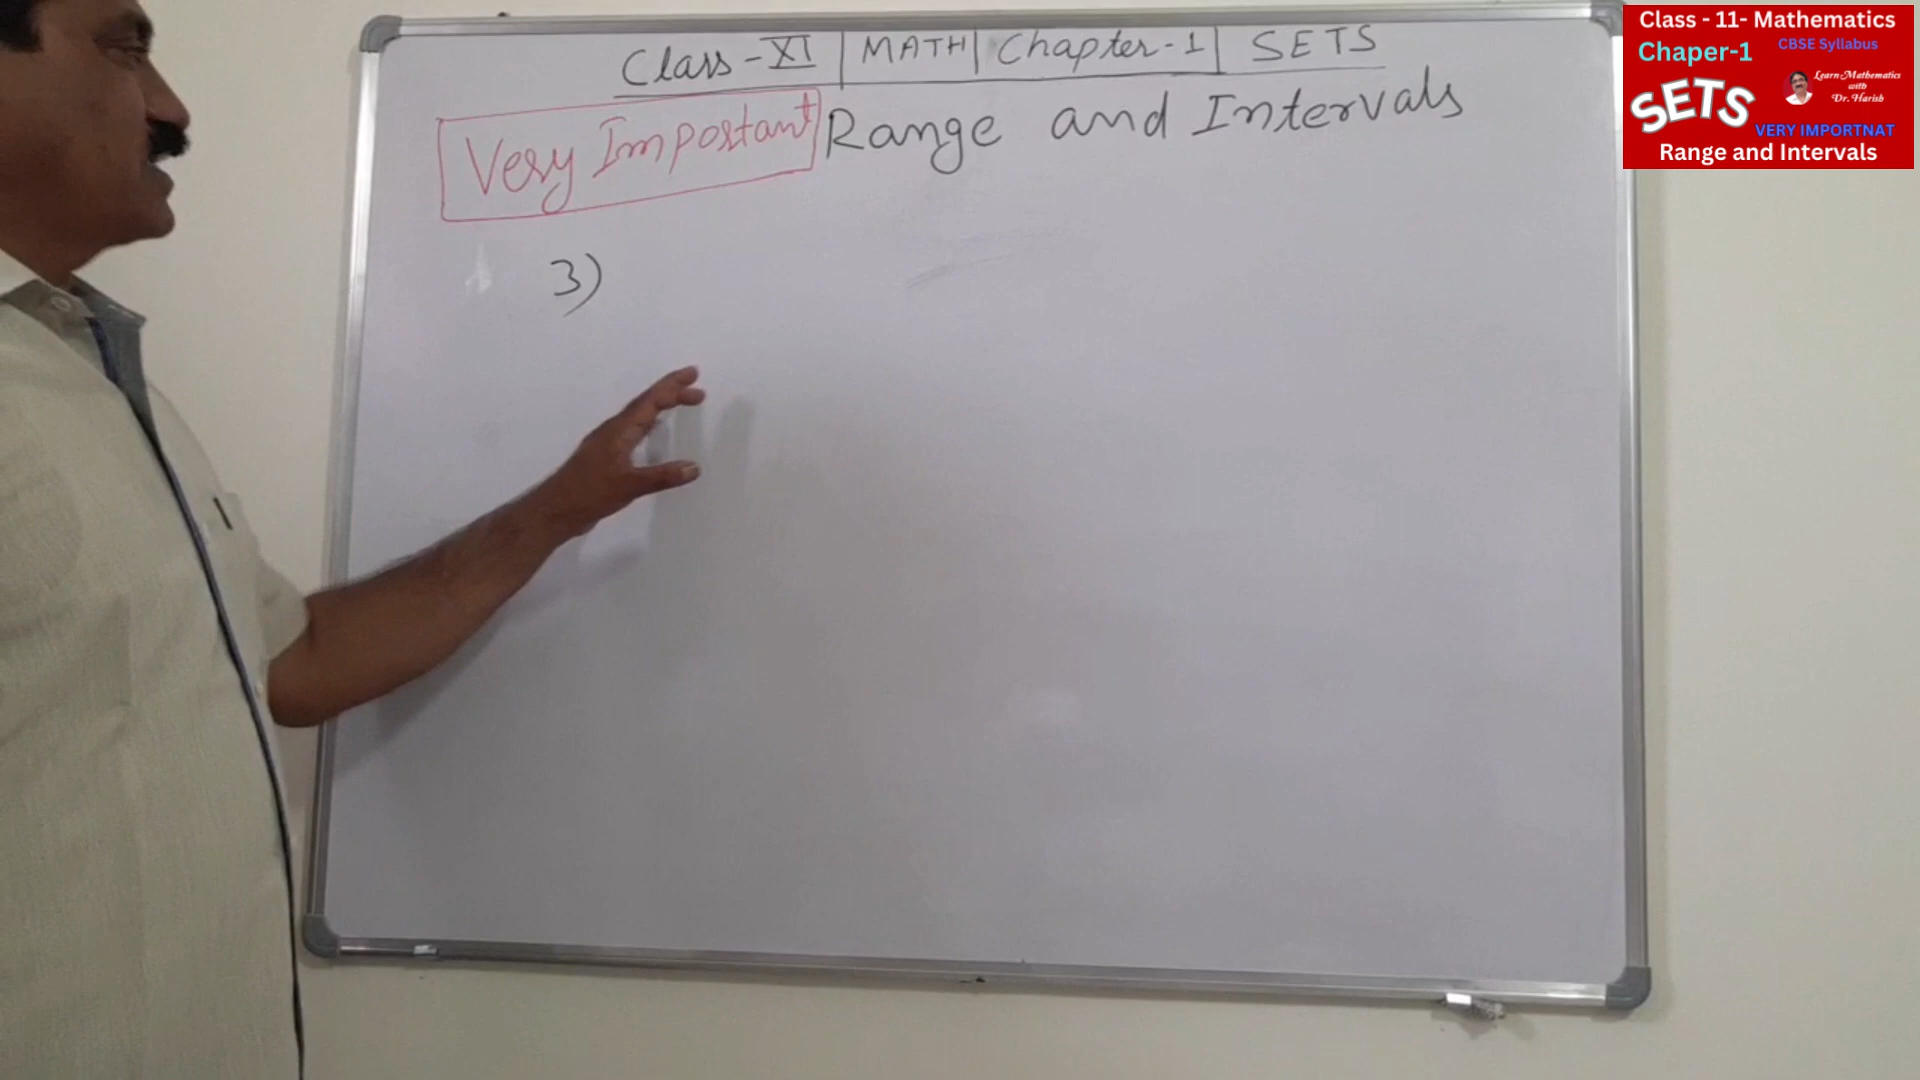 Class - XI | MATH | Chapter - 1 | SETS
Very Important Range and Intervals
3)
Class - 11- Mathematics
Chaper-1 CBSE Syllabus
SETS
Learn Mathematics
with
Dr. Harish
VERY IMPORTNAT
Range and Intervals